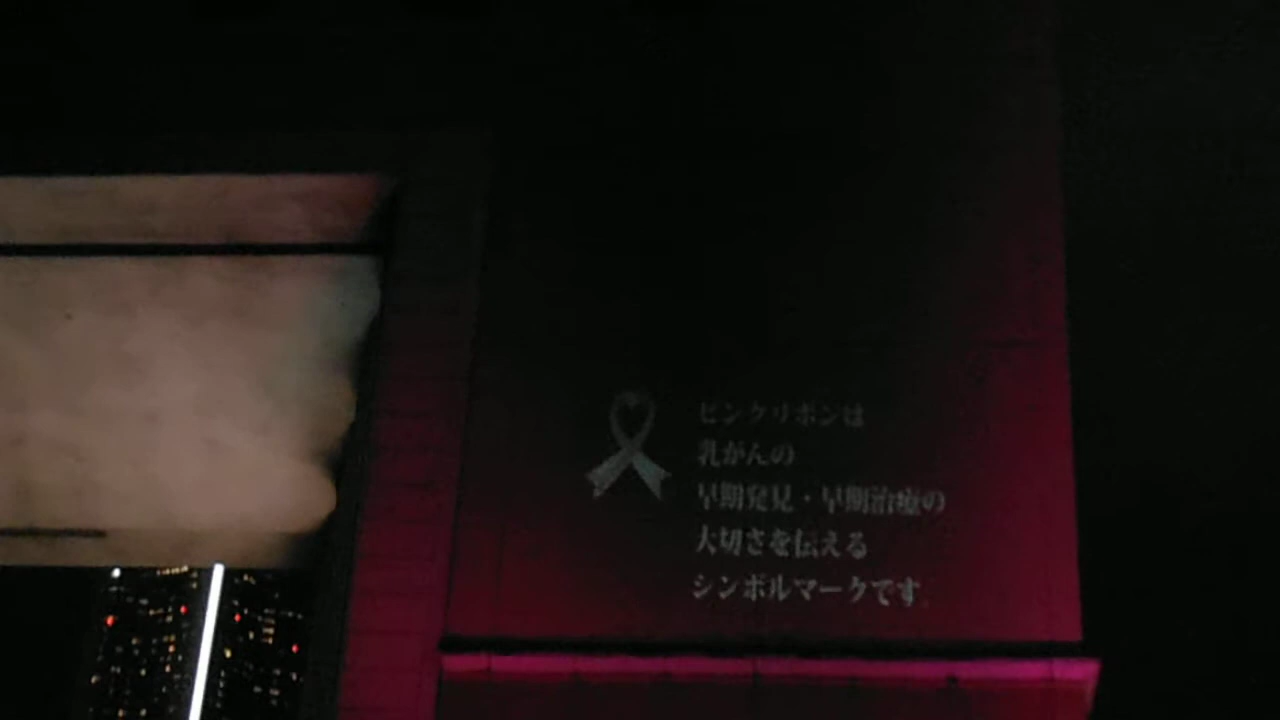 ピンクリボンは
乳がんの
早期発見・早期治療の
大切さを伝える
シンボルマークです